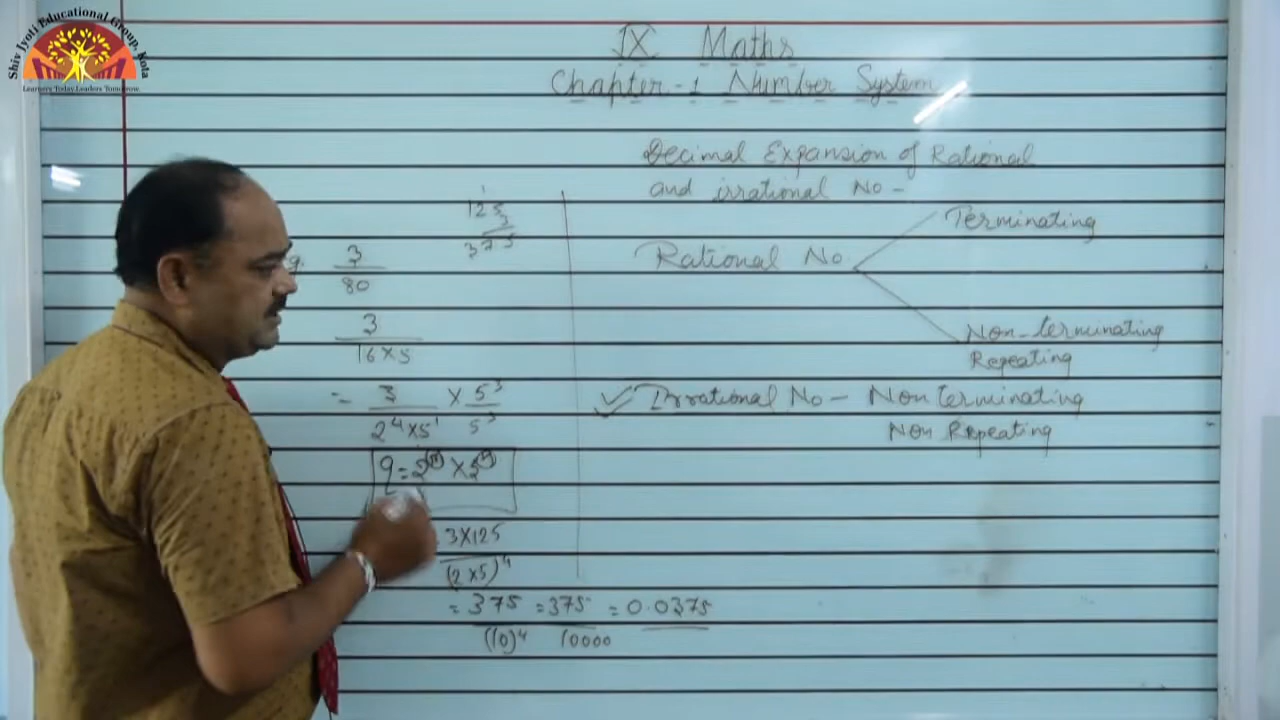 Shiv Jyoti Educational Group, Kota
Learners Today Leaders Tomorrow.
IX Maths
Chapter-1 Number System
Decimal Expansion of Rational
and irrational No -
Rational No
Terminating
Non-terminating
Repeating
Irrational No - Non terminating
Non Repeating
125
3
375
g. 3
80
3
16 × 5
= 3 × 5³
2⁴×5¹ 5³
q = 2ᵐ × 5ⁿ
3×125
(2×5)⁴
= 375 = 375 = 0.0375
(10)⁴ 10000